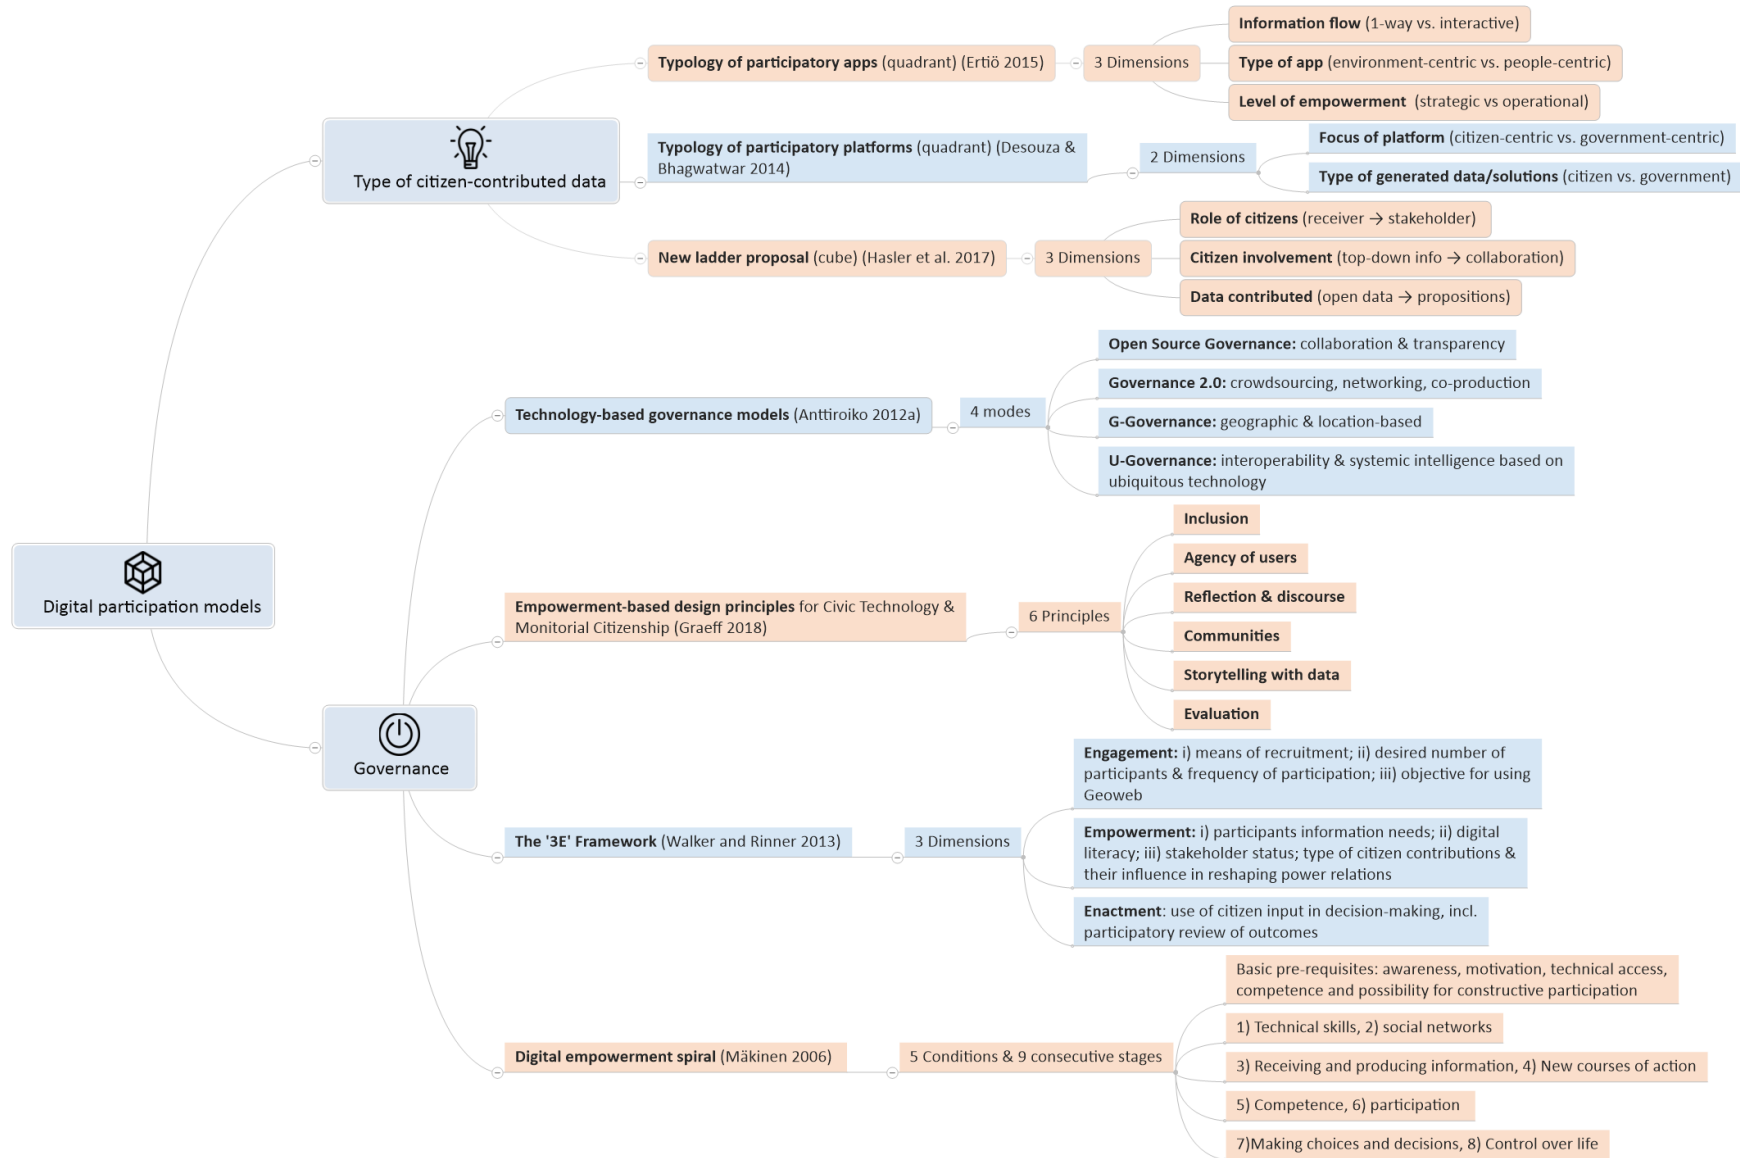 Digital participation models
Type of citizen-contributed data
Typology of participatory apps (quadrant) (Ertiö 2015)
3 Dimensions
Information flow (1-way vs. interactive)
Type of app (environment-centric vs. people-centric)
Level of empowerment (strategic vs operational)
Typology of participatory platforms (quadrant) (Desouza &
Bhagwatwar 2014)
2 Dimensions
Focus of platform (citizen-centric vs. government-centric)
Type of generated data/solutions (citizen vs. government)
New ladder proposal (cube) (Hasler et al. 2017)
3 Dimensions
Role of citizens (receiver → stakeholder)
Citizen involvement (top-down info → collaboration)
Data contributed (open data → propositions)
Governance
Technology-based governance models (Anttiroiko 2012a)
4 modes
Open Source Governance: collaboration & transparency
Governance 2.0: crowdsourcing, networking, co-production
G-Governance: geographic & location-based
U-Governance: interoperability & systemic intelligence based on
ubiquitous technology
Empowerment-based design principles for Civic Technology &
Monitorial Citizenship (Graeff 2018)
6 Principles
Inclusion
Agency of users
Reflection & discourse
Communities
Storytelling with data
Evaluation
The '3E' Framework (Walker and Rinner 2013)
3 Dimensions
Engagement: i) means of recruitment; ii) desired number of
participants & frequency of participation; iii) objective for using
Geoweb
Empowerment: i) participants information needs; ii) digital
literacy; iii) stakeholder status; type of citizen contributions &
their influence in reshaping power relations
Enactment: use of citizen input in decision-making, incl.
participatory review of outcomes
Digital empowerment spiral (Mäkinen 2006)
5 Conditions & 9 consecutive stages
Basic pre-requisites: awareness, motivation, technical access,
competence and possibility for constructive participation
1) Technical skills, 2) social networks
3) Receiving and producing information, 4) New courses of action
5) Competence, 6) participation
7)Making choices and decisions, 8) Control over life